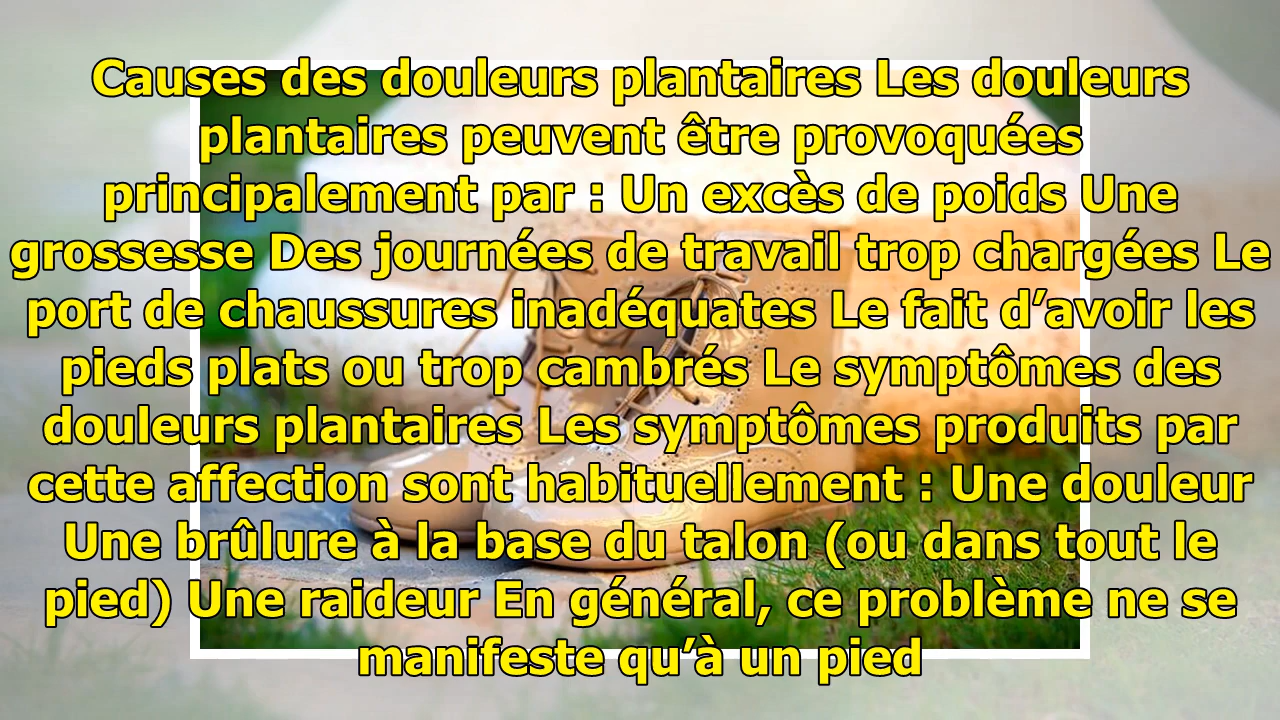 Causes des douleurs plantaires Les douleurs
plantaires peuvent être provoquées
principalement par : Un excès de poids Une
grossesse Des journées de travail trop chargées Le
port de chaussures inadéquates Le fait d’avoir les
pieds plats ou trop cambrés Le symptômes des
douleurs plantaires Les symptômes produits par
cette affection sont habituellement : Une douleur
Une brûlure à la base du talon (ou dans tout le
pied) Une raideur En général, ce problème ne se
manifeste qu’à un pied